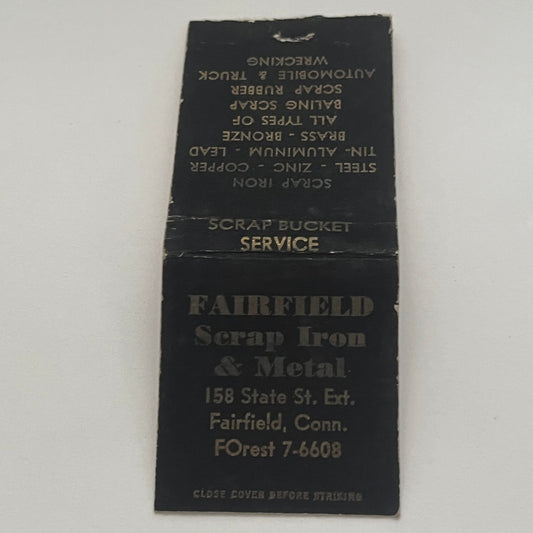 SCRAP IRON
STEEL - ZINC - COPPER
TIN - ALUMINUM - LEAD
BRASS - BRONZE
ALL TYPES OF
BALING SCRAP
SCRAP RUBBER
AUTOMOBILE & TRUCK
WRECKING
SCRAP BUCKET
SERVICE
FAIRFIELD
Scrap Iron
& Metal
158 State St. Ext.
Fairfield, Conn.
FOrest 7-6608
CLOSE COVER BEFORE STRIKING